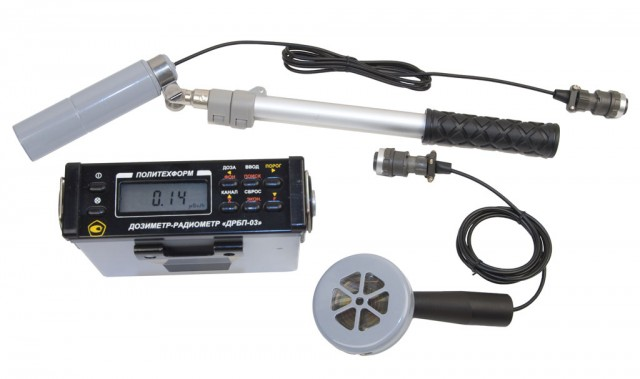 ПОЛИТЕХФОРМ
ДОЗА ВВОД ПОРОГ
0.14
КАНАЛ СБРОС
ДОЗИМЕТР-РАДИОМЕТР «ДРБП-03»